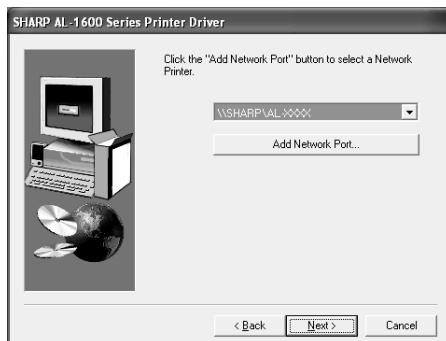 SHARP AL-1600 Series Printer Driver
Click the "Add Network Port" button to select a Network
Printer.
\\SHARP\AL-XXXX
Add Network Port...
< Back
Next >
Cancel